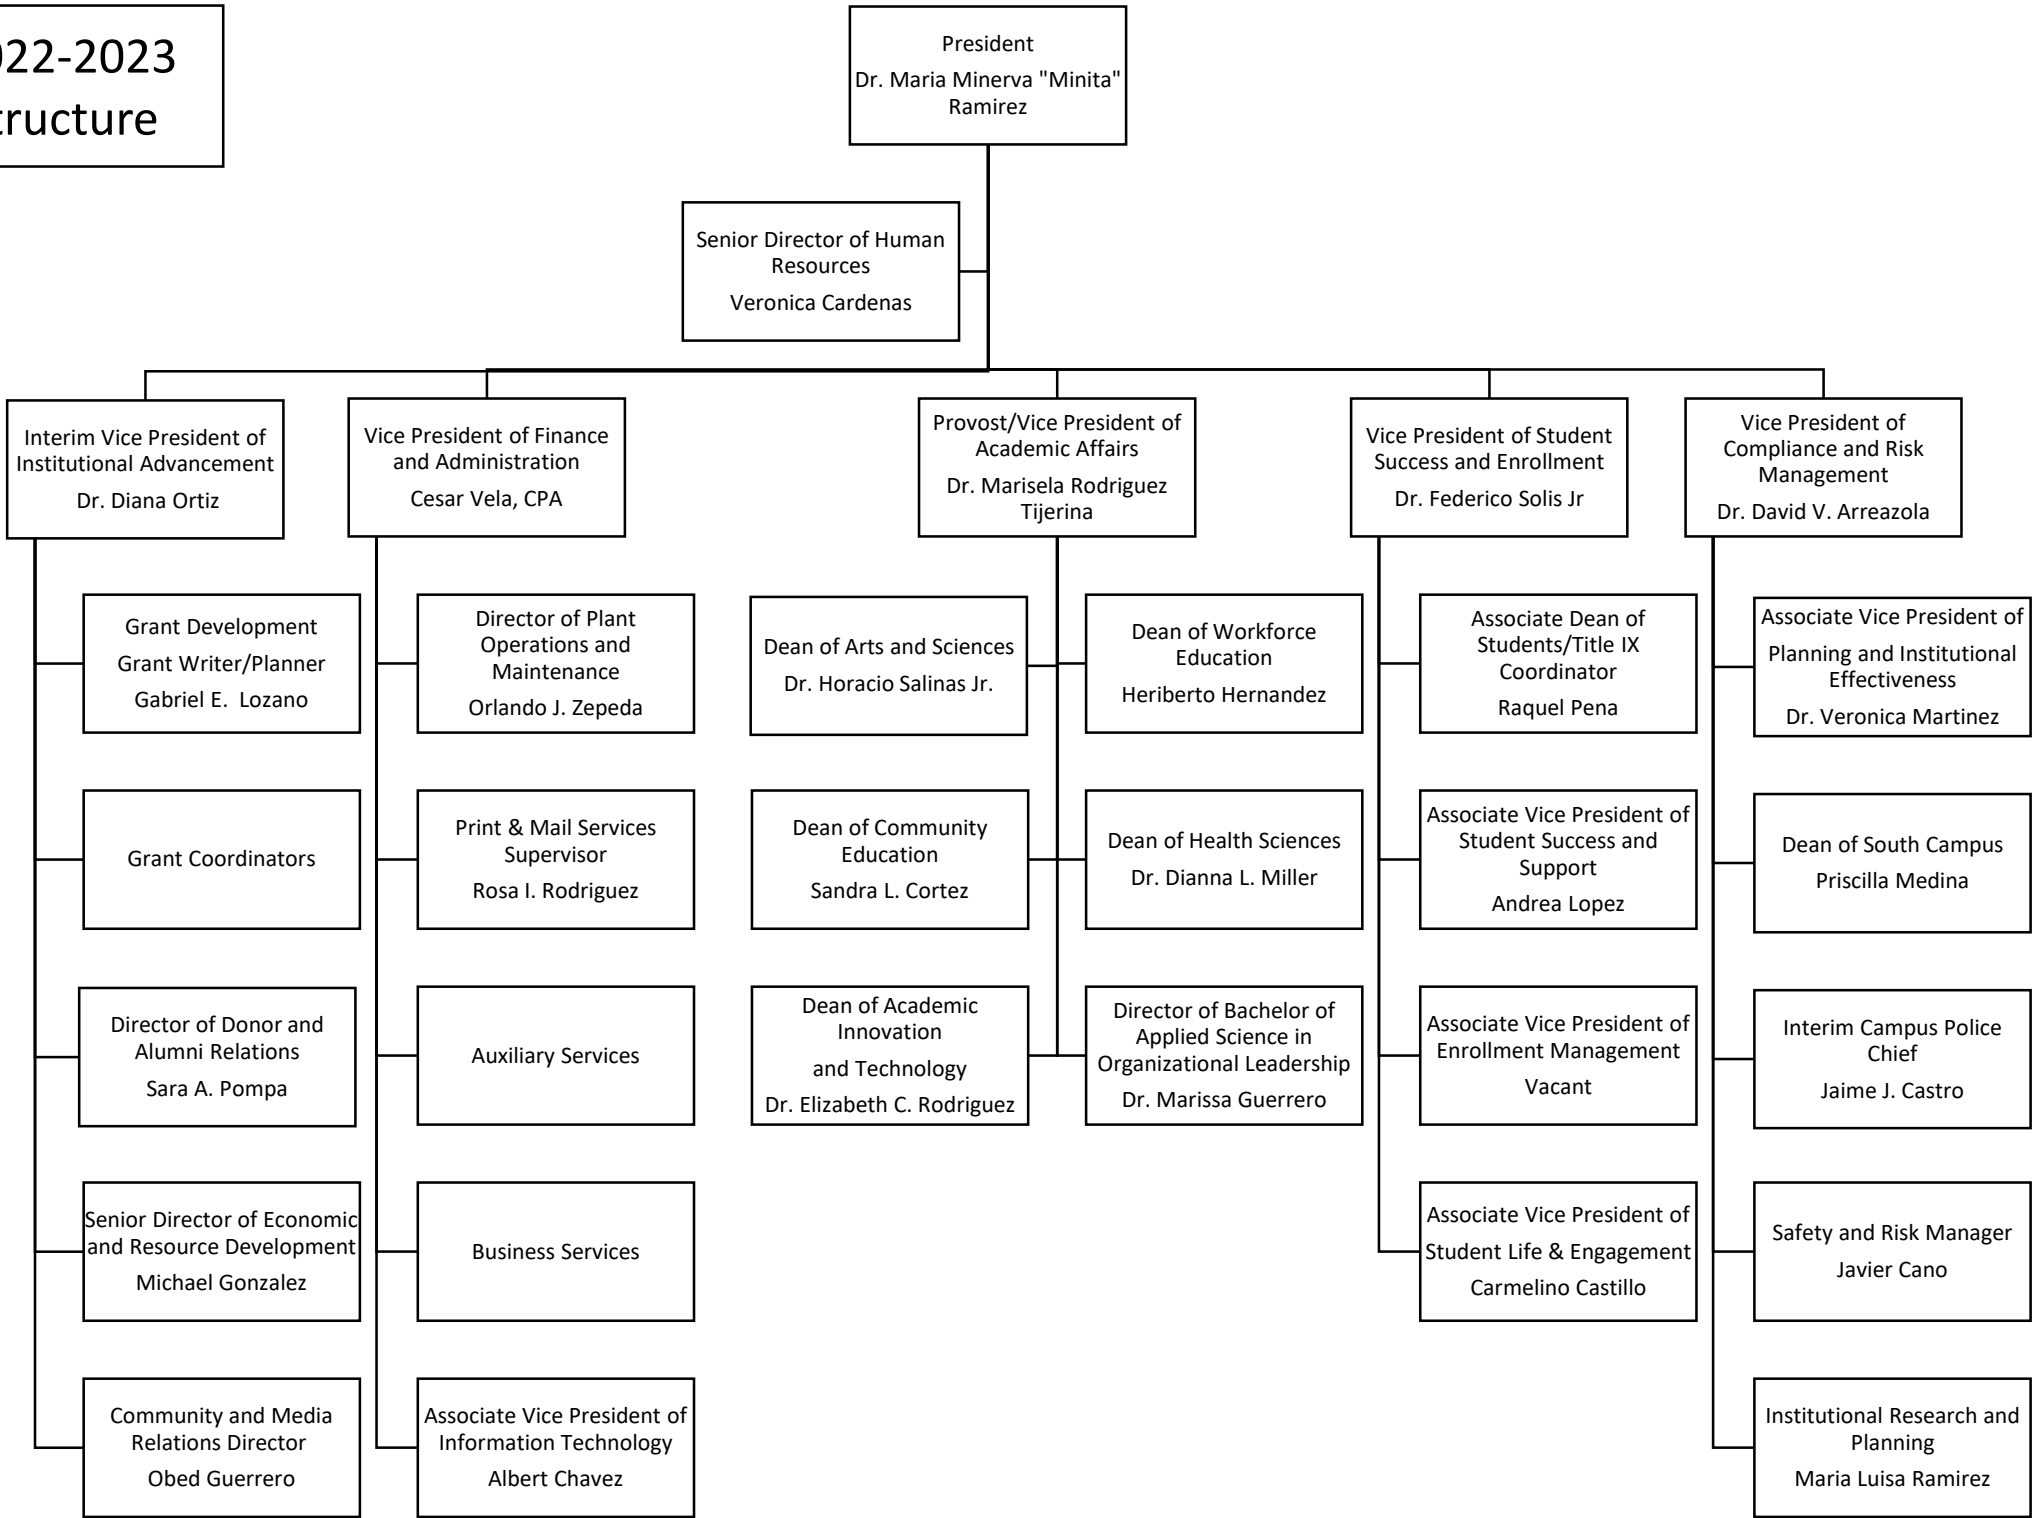 022-2023
tructure
President
Dr. Maria Minerva "Minita"
Ramirez
Senior Director of Human
Resources
Veronica Cardenas
Interim Vice President of
Institutional Advancement
Dr. Diana Ortiz
Vice President of Finance
and Administration
Cesar Vela, CPA
Provost/Vice President of
Academic Affairs
Dr. Marisela Rodriguez
Tijerina
Vice President of Student
Success and Enrollment
Dr. Federico Solis Jr
Vice President of
Compliance and Risk
Management
Dr. David V. Arreazola
Grant Development
Grant Writer/Planner
Gabriel E. Lozano
Director of Plant
Operations and
Maintenance
Orlando J. Zepeda
Dean of Arts and Sciences
Dr. Horacio Salinas Jr.
Dean of Workforce
Education
Heriberto Hernandez
Associate Dean of
Students/Title IX
Coordinator
Raquel Pena
Associate Vice President of
Planning and Institutional
Effectiveness
Dr. Veronica Martinez
Grant Coordinators
Print & Mail Services
Supervisor
Rosa I. Rodriguez
Dean of Community
Education
Sandra L. Cortez
Dean of Health Sciences
Dr. Dianna L. Miller
Associate Vice President of
Student Success and
Support
Andrea Lopez
Dean of South Campus
Priscilla Medina
Director of Donor and
Alumni Relations
Sara A. Pompa
Auxiliary Services
Dean of Academic
Innovation
and Technology
Dr. Elizabeth C. Rodriguez
Director of Bachelor of
Applied Science in
Organizational Leadership
Dr. Marissa Guerrero
Associate Vice President of
Enrollment Management
Vacant
Interim Campus Police
Chief
Jaime J. Castro
Senior Director of Economic
and Resource Development
Michael Gonzalez
Business Services
Associate Vice President of
Student Life & Engagement
Carmelino Castillo
Safety and Risk Manager
Javier Cano
Community and Media
Relations Director
Obed Guerrero
Associate Vice President of
Information Technology
Albert Chavez
Institutional Research and
Planning
Maria Luisa Ramirez